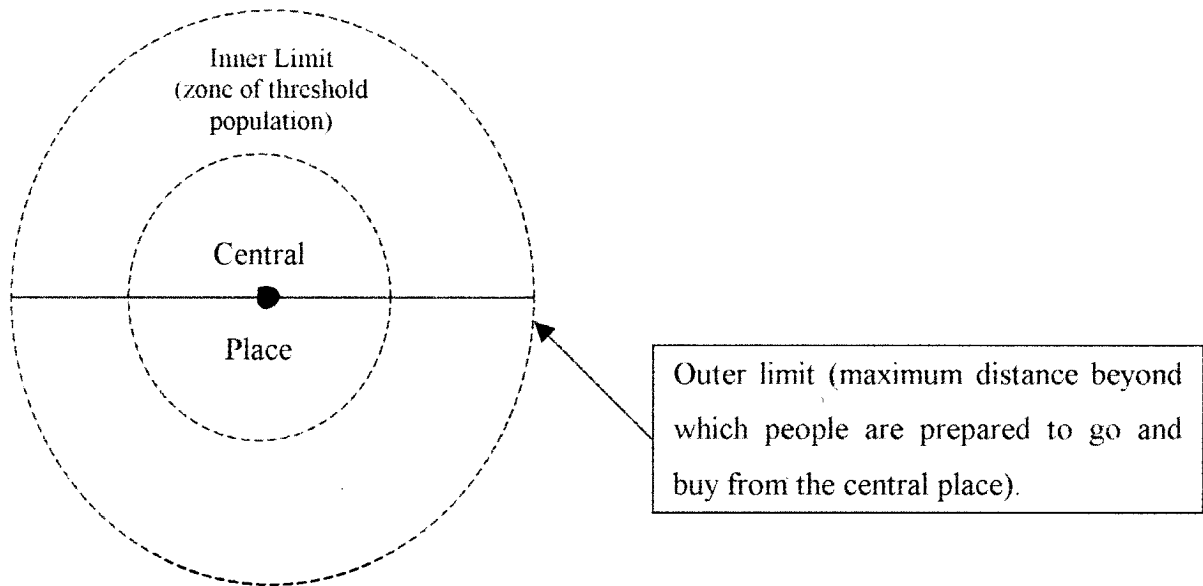 Inner Limit
(zone of threshold
population)
Central
Place
Outer limit (maximum distance beyond
which people are prepared to go and
buy from the central place).